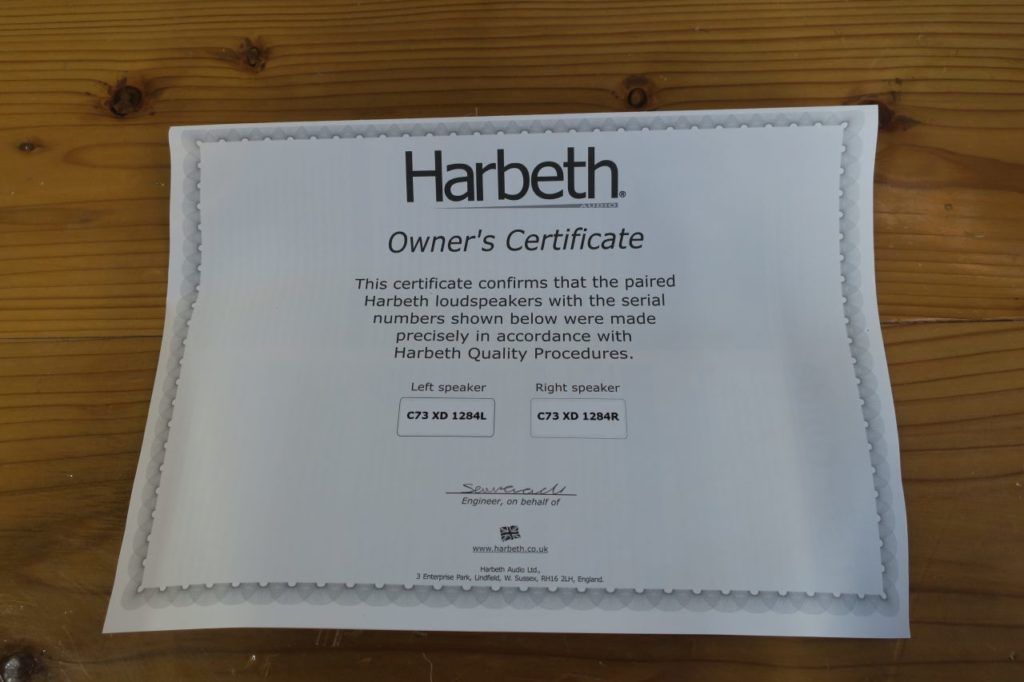 Harbeth®
AUDIO
Owner's Certificate
This certificate confirms that the paired
Harbeth loudspeakers with the serial
numbers shown below were made
precisely in accordance with
Harbeth Quality Procedures.
Left speaker Right speaker
C73 XD 1284L C73 XD 1284R
Engineer, on behalf of
www.harbeth.co.uk
Harbeth Audio Ltd.,
3 Enterprise Park, Lindfield, W. Sussex, RH16 2LH, England.